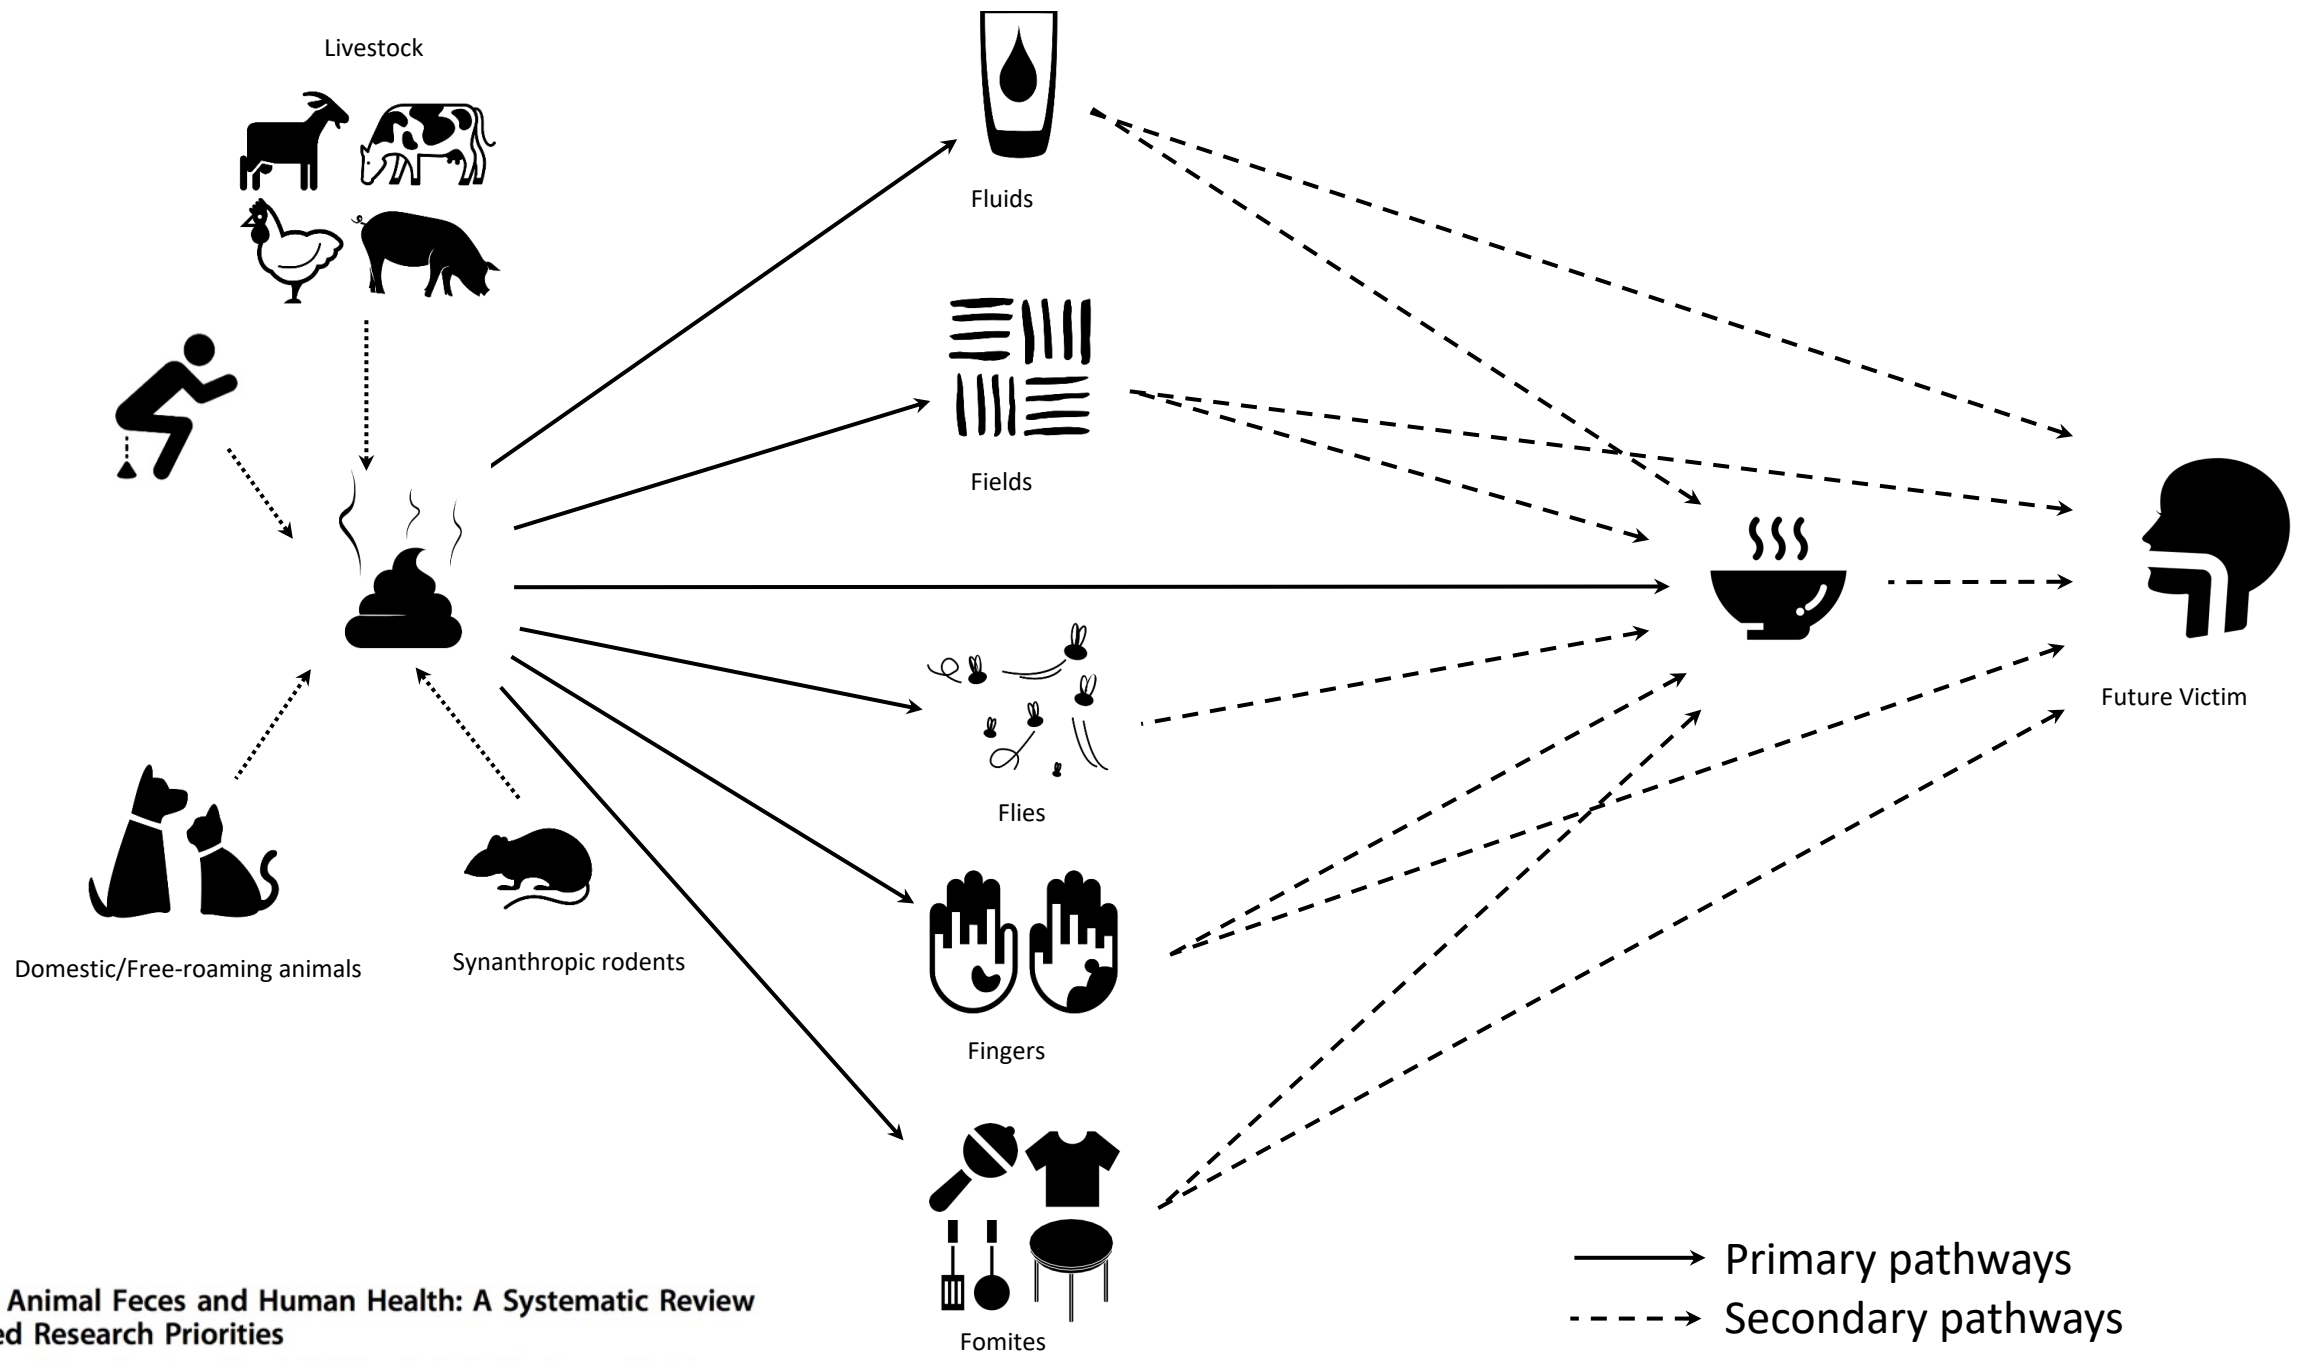 Livestock
Fluids
Fields
Future Victim
Flies
Domestic/Free-roaming animals
Synanthropic rodents
Fingers
Primary pathways
Secondary pathways
Fomites
Animal Feces and Human Health: A Systematic Review
Research Priorities